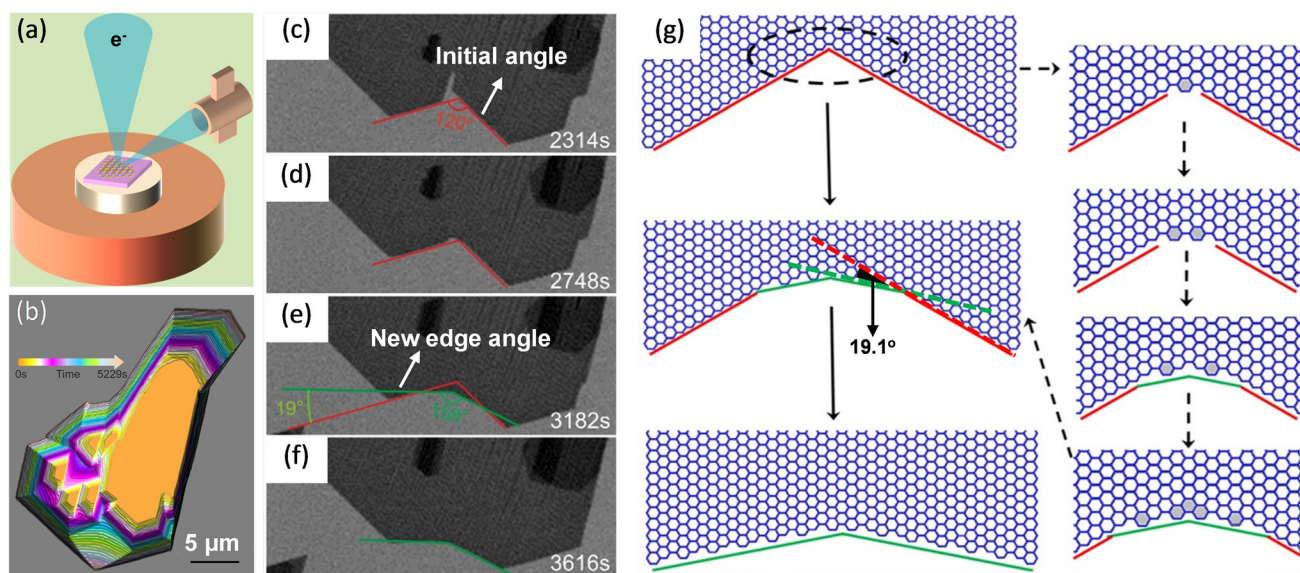 (a)
e-
(b)
0s Time 5229s
5 μm
(c)
Initial angle
120°
2314s
(d)
2748s
(e)
New edge angle
19°
3182s
(f)
3616s
(g)
19.1°